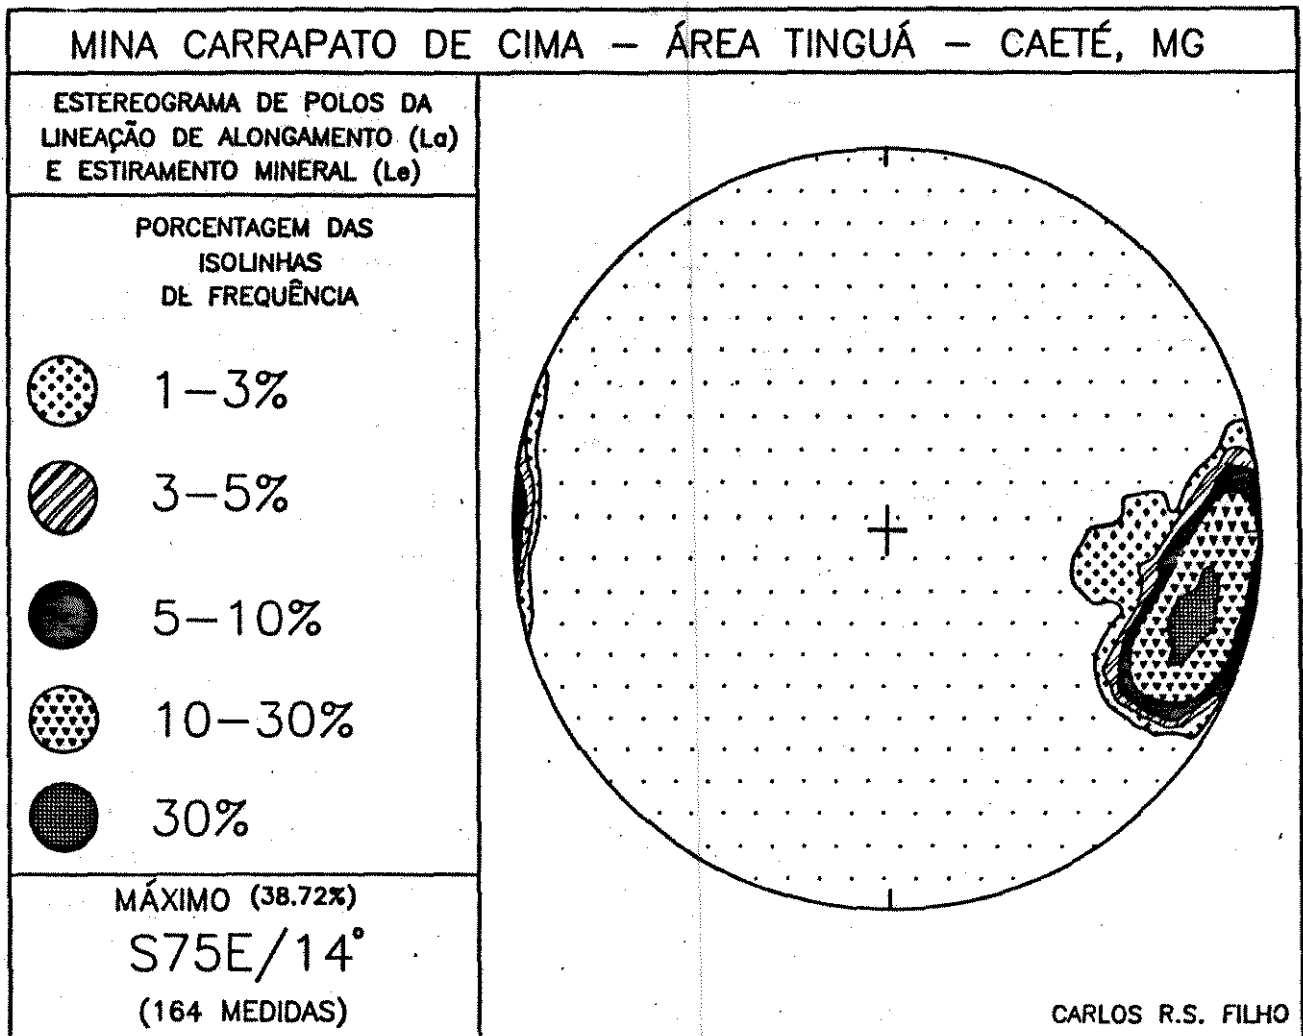 MINA CARRAPATO DE CIMA – ÁREA TINGUÁ – CAETÉ, MG
ESTEREOGRAMA DE POLOS DA
LINEAÇÃO DE ALONGAMENTO (La)
E ESTIRAMENTO MINERAL (Le)
PORCENTAGEM DAS
ISOLINHAS
DE FREQUÊNCIA
1–3%
3–5%
5–10%
10–30%
30%
MÁXIMO (38.72%)
S75E/14°
(164 MEDIDAS)
CARLOS R.S. FILHO